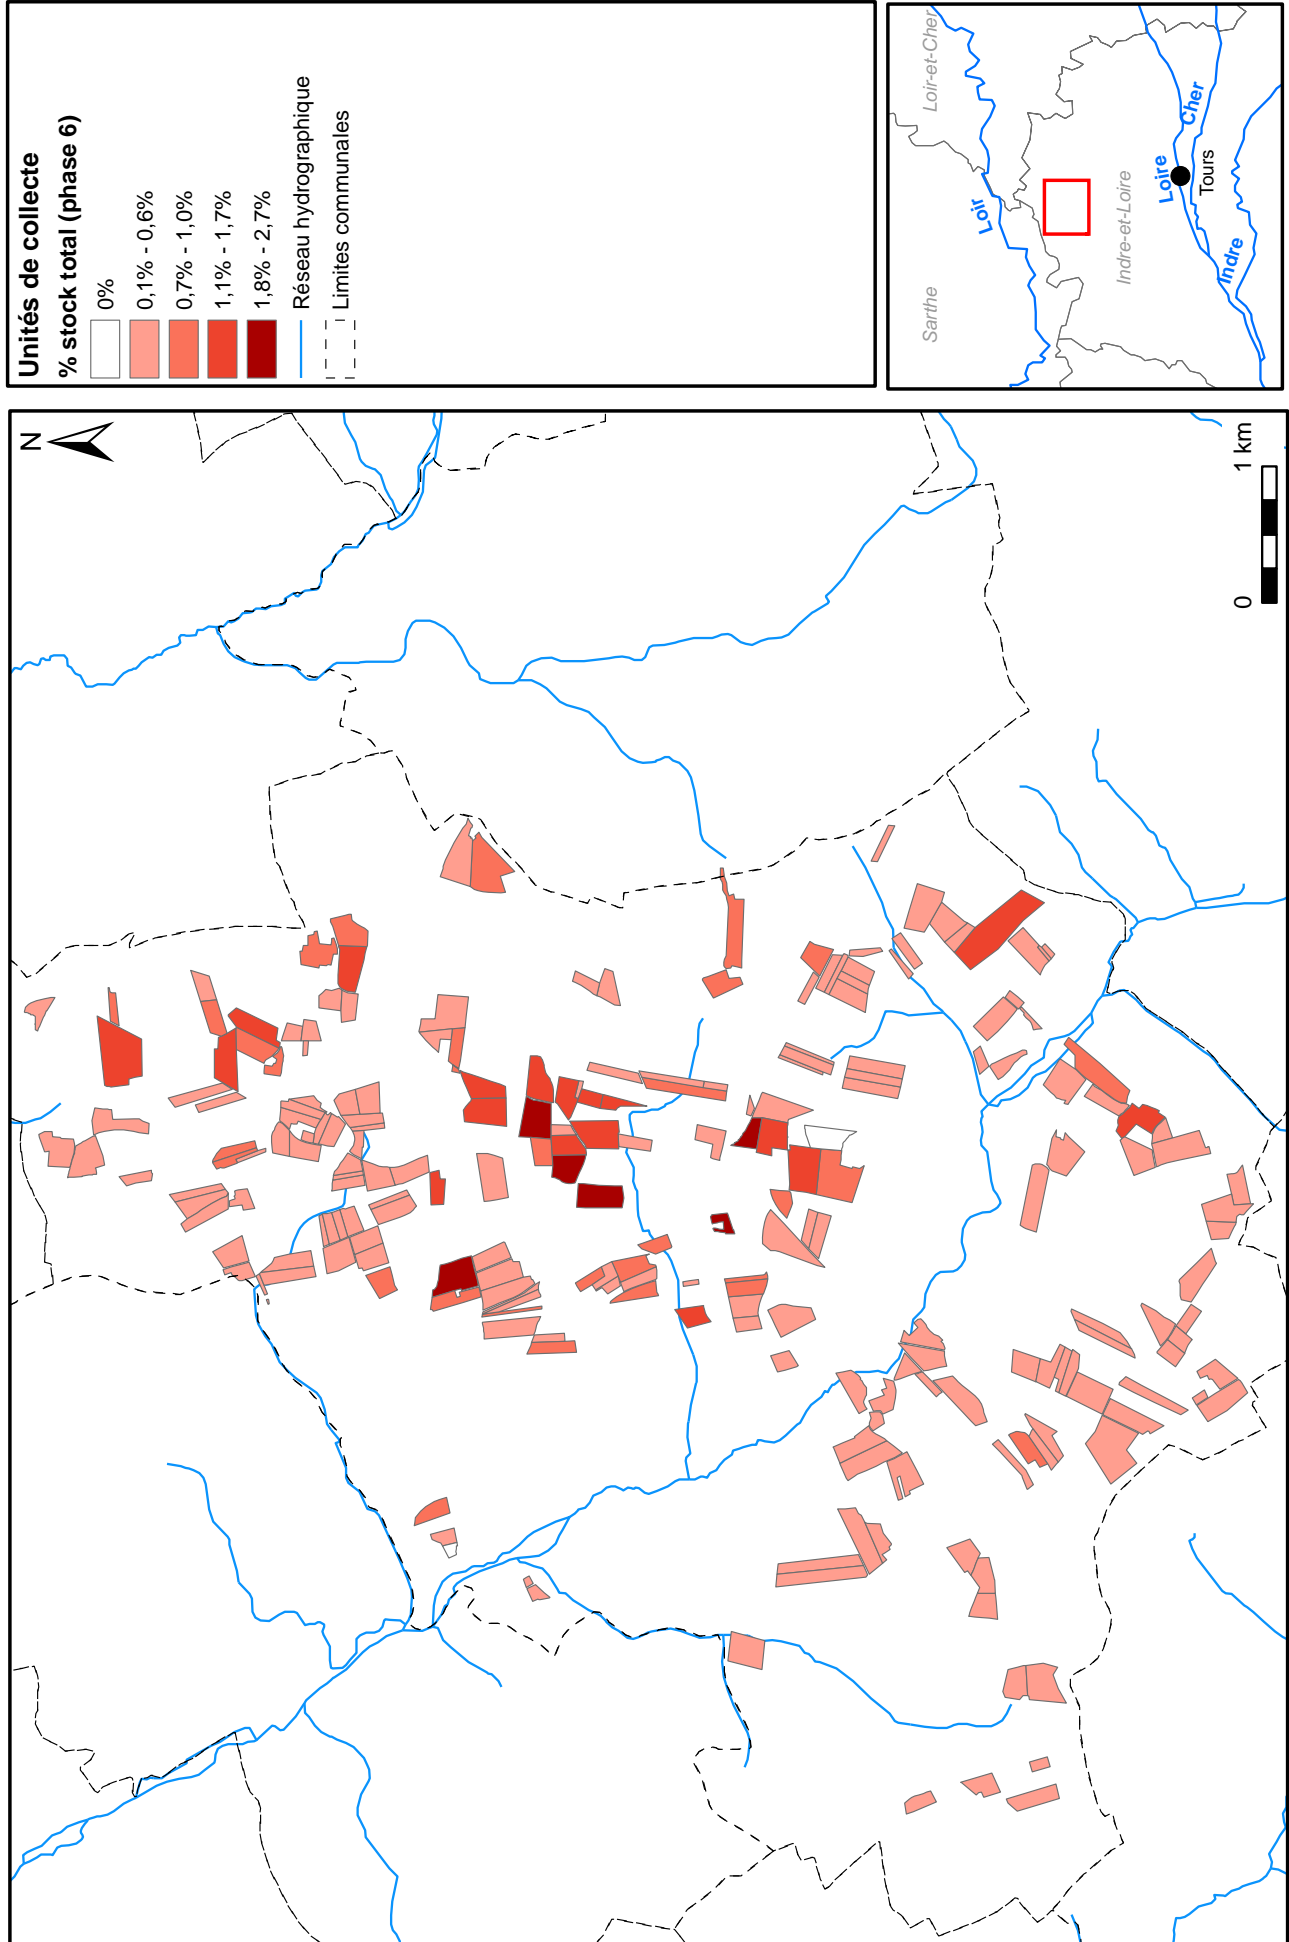 Unités de collecte
% stock total (phase 6)
0%
0,1% - 0,6%
0,7% - 1,0%
1,1% - 1,7%
1,8% - 2,7%
Réseau hydrographique
Limites communales
Sarthe
Loir-et-Cher
Loir
Indre-et-Loire
Loire
Cher
Tours
Indre
N
0
1 km